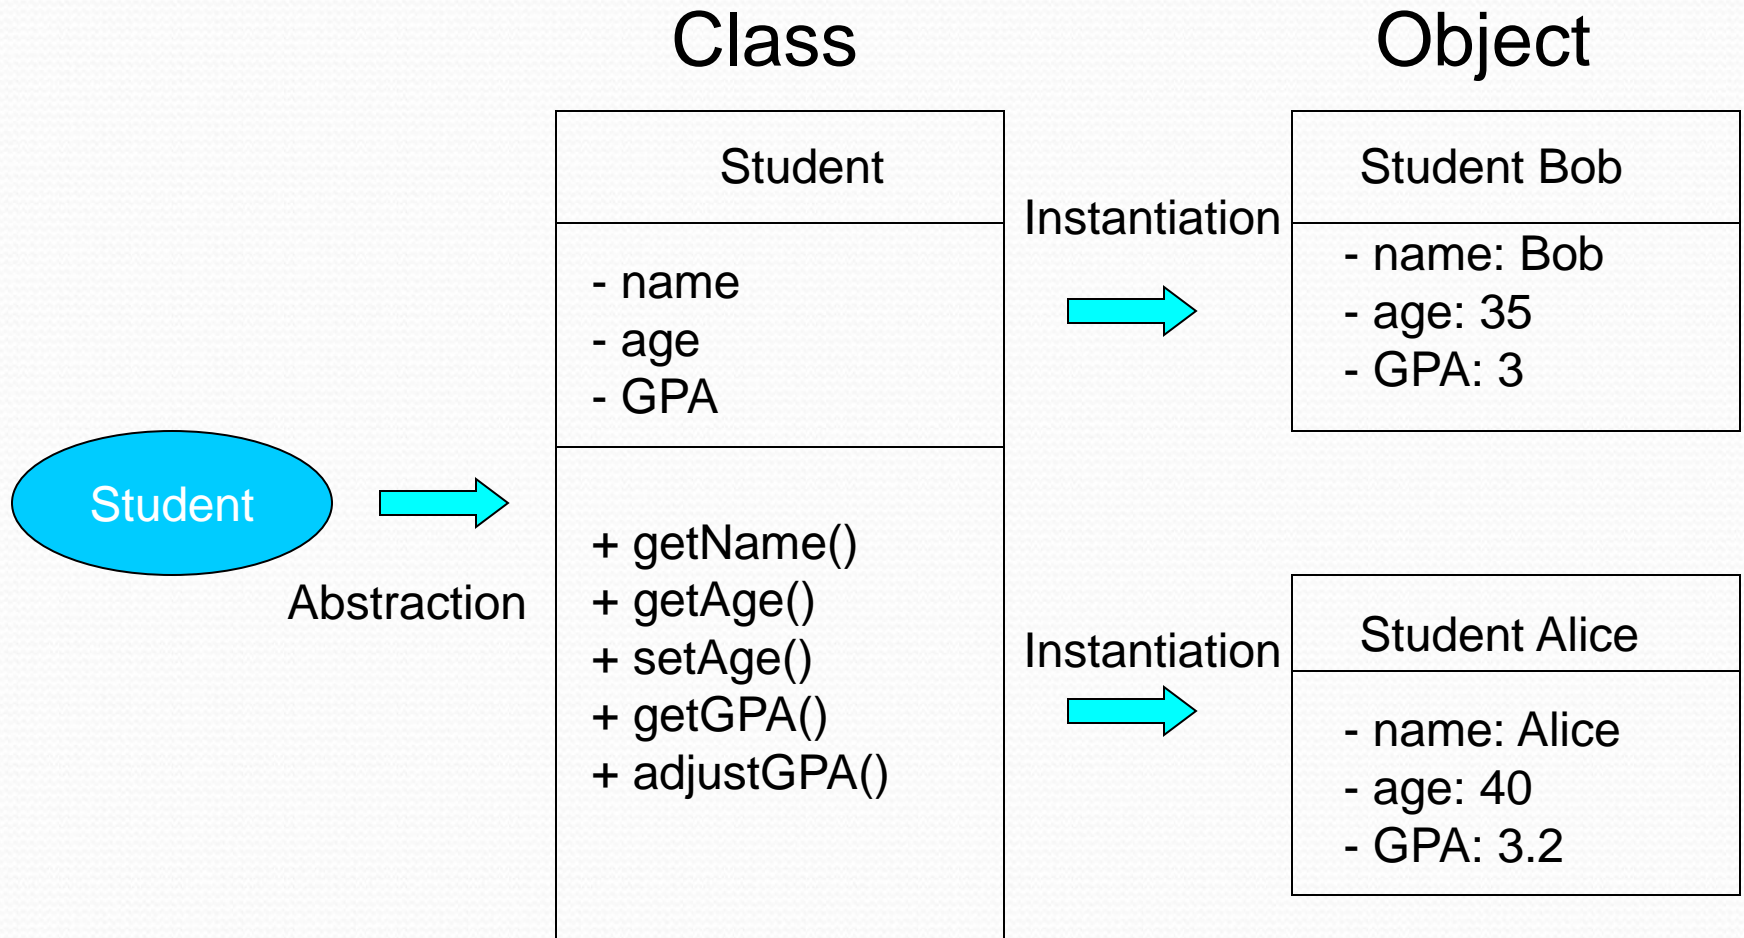 Class
Object
Student
Abstraction
Student
- name
- age
- GPA
+ getName()
+ getAge()
+ setAge()
+ getGPA()
+ adjustGPA()
Instantiation
Student Bob
- name: Bob
- age: 35
- GPA: 3
Instantiation
Student Alice
- name: Alice
- age: 40
- GPA: 3.2